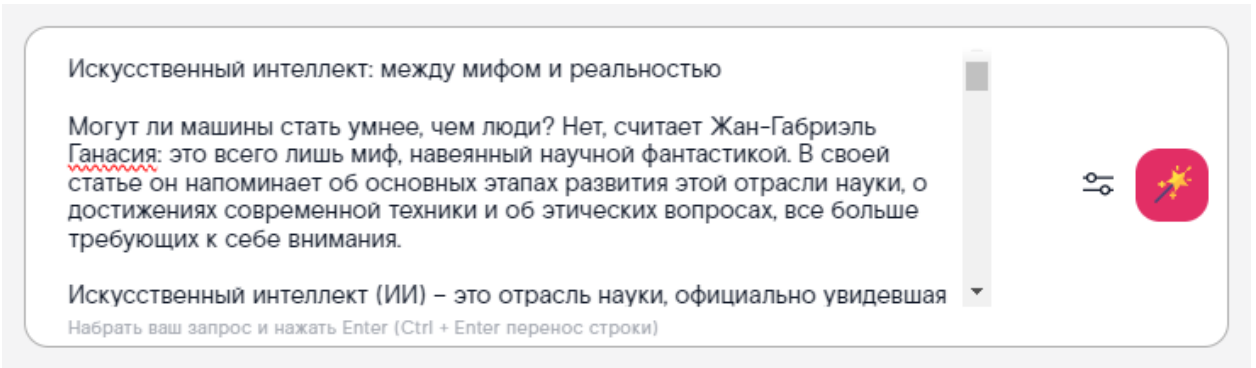 Искусственный интеллект: между мифом и реальностью
Могут ли машины стать умнее, чем люди? Нет, считает Жан-Габриэль
Ганасия: это всего лишь миф, навеянный научной фантастикой. В своей
статье он напоминает об основных этапах развития этой отрасли науки, о
достижениях современной техники и об этических вопросах, все больше
требующих к себе внимания.
Искусственный интеллект (ИИ) – это отрасль науки, официально увидевшая
Набрать ваш запрос и нажать Enter (Ctrl + Enter перенос строки)